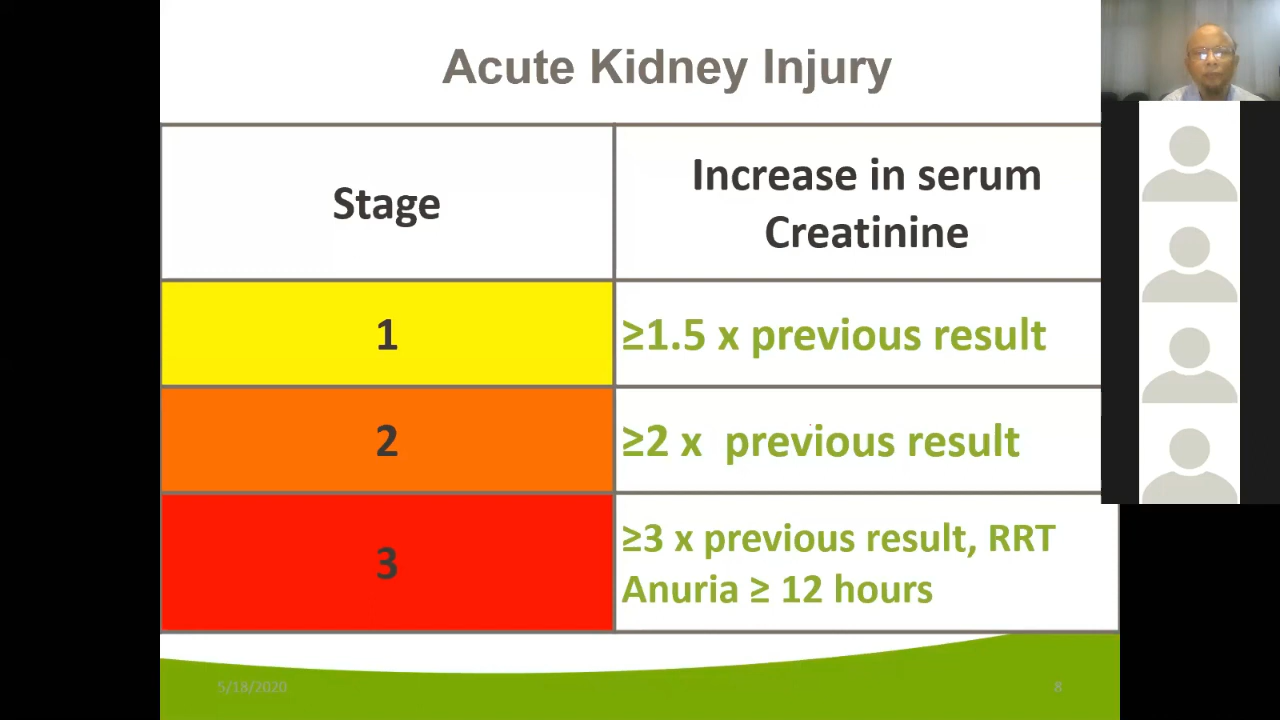 Acute Kidney Injury
Stage
Increase in serum
Creatinine
1
≥1.5 x previous result
2
≥2 x  previous result
3
≥3 x previous result, RRT
Anuria ≥ 12 hours
5/18/2020
8